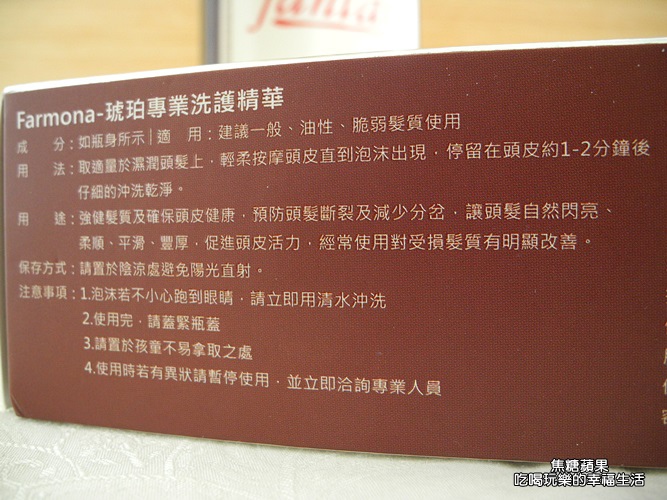 Farmona-琥珀專業洗護精華
成　　分：如瓶身所示｜適　　用：建議一般、油性、脆弱髮質使用
用　　法：取適量於濕潤頭髮上，輕柔按摩頭皮直到泡沫出現，停留在頭皮約1-2分鐘後
仔細的沖洗乾淨。
用　　途：強健髮質及確保頭皮健康，預防頭髮斷裂及減少分岔，讓頭髮自然閃亮、
柔順、平滑、豐厚，促進頭皮活力，經常使用對受損髮質有明顯改善。
保存方式：請置於陰涼處避免陽光直射。
注意事項：1.泡沫若不小心跑到眼睛，請立即用清水沖洗
2.使用完，請蓋緊瓶蓋
3.請置於孩童不易拿取之處
4.使用時若有異狀請暫停使用，並立即洽詢專業人員
焦糖蘋果
吃喝玩樂的幸福生活